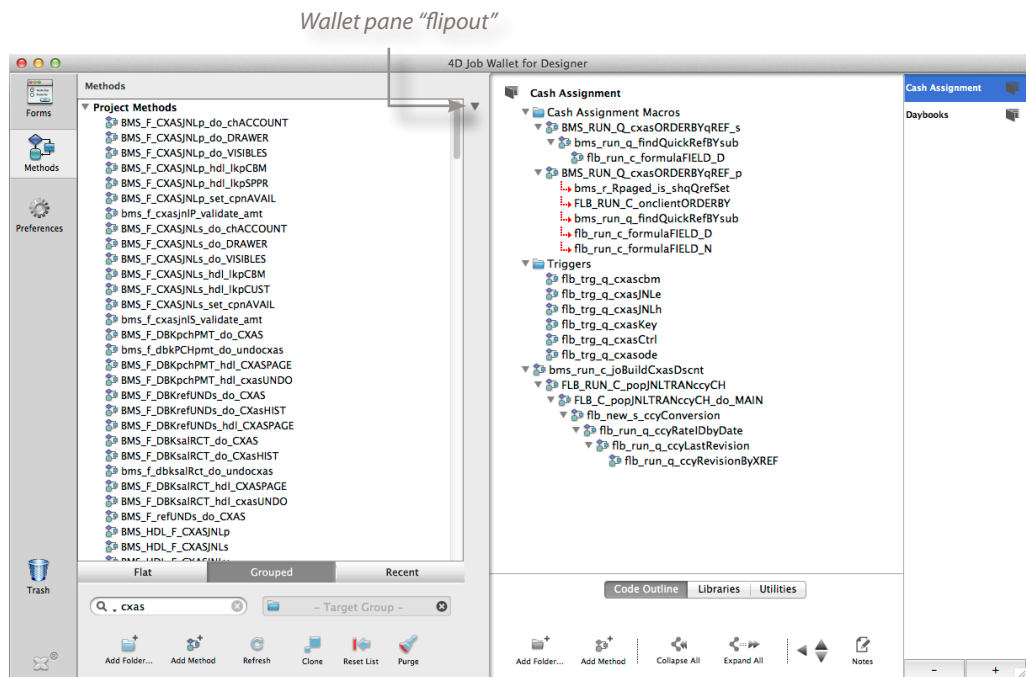 Wallet pane “flipout”
4D Job Wallet for Designer
Forms
Methods
Preferences
Trash
Methods
Project Methods
BMS_F_CXASJNLp_do_chACCOUNT
BMS_F_CXASJNLp_do_DRAWER
BMS_F_CXASJNLp_do_VISIBLES
BMS_F_CXASJNLp_hdl_lkpCBM
BMS_F_CXASJNLp_hdl_lkpSPPR
BMS_F_CXASJNLp_set_cpnAVAIL
bms_f_cxasjnlP_validate_amt
BMS_F_CXASJNLs_do_chACCOUNT
BMS_F_CXASJNLs_do_DRAWER
BMS_F_CXASJNLs_do_VISIBLES
BMS_F_CXASJNLs_hdl_lkpCBM
BMS_F_CXASJNLs_hdl_lkpCUST
BMS_F_CXASJNLs_set_cpnAVAIL
bms_f_cxasjnlS_validate_amt
BMS_F_DBKpchPMT_do_CXAS
bms_f_dbkPCHpmt_do_undocxas
BMS_F_DBKpchPMT_hdl_CXASPAGE
BMS_F_DBKpchPMT_hdl_cxasUNDO
BMS_F_DBKrefUNDs_do_CXAS
BMS_F_DBKrefUNDs_do_CXasHIST
BMS_F_DBKrefUNDs_hdl_CXASPAGE
BMS_F_DBKsalRCT_do_CXAS
BMS_F_DBKsalRCT_do_CXasHIST
bms_f_dbksalRct_do_undocxas
BMS_F_DBKsalRCT_hdl_CXASPAGE
BMS_F_DBKsalRCT_hdl_cxasUNDO
BMS_F_refUNDs_do_CXAS
BMS_HDL_F_CXASJNLp
BMS_HDL_F_CXASJNLs
Flat
Grouped
Recent
cxas
– Target Group –
Add Folder...
Add Method
Refresh
Clone
Reset List
Purge
Cash Assignment
Cash Assignment Macros
BMS_RUN_Q_cxasORDERBYqREF_s
bms_run_q_findQuickRefBYsub
flb_run_c_formulaFIELD_D
BMS_RUN_Q_cxasORDERBYqREF_p
bms_r_Rpaged_is_shqQrefSet
FLB_RUN_C_onclientORDERBY
bms_run_q_findQuickRefBYsub
flb_run_c_formulaFIELD_D
flb_run_c_formulaFIELD_N
Triggers
flb_trg_q_cxascbm
flb_trg_q_cxasJNLe
flb_trg_q_cxasJNLh
flb_trg_q_cxasKey
flb_trg_q_cxasCtrl
flb_trg_q_cxasode
bms_run_c_joBuildCxasDscnt
FLB_RUN_C_popJNLTRANccyCH
FLB_C_popJNLTRANccyCH_do_MAIN
flb_new_s_ccyConversion
flb_run_q_ccyRateIDbyDate
flb_run_q_ccyLastRevision
flb_run_q_ccyRevisionByXREF
Code Outline
Libraries
Utilities
Add Folder...
Add Method
Collapse All
Expand All
Notes
Cash Assignment
Daybooks
–
+